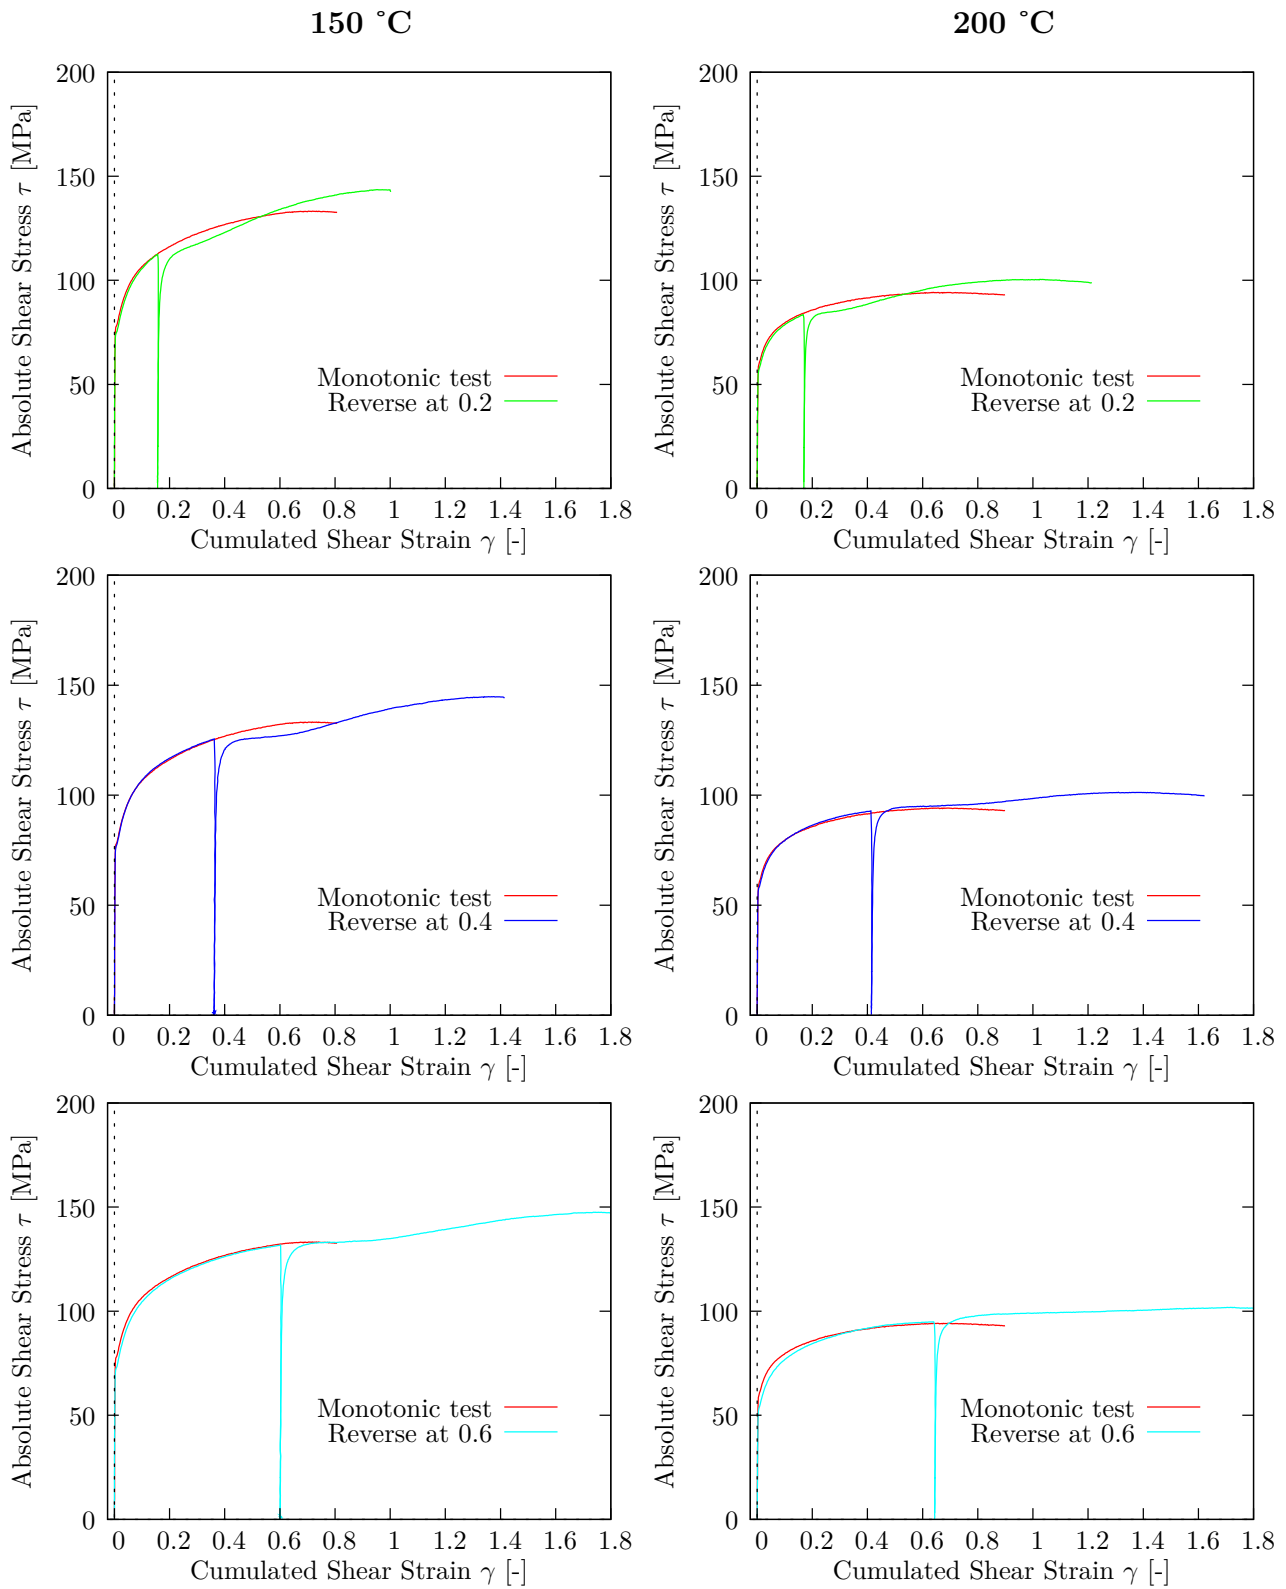 150 °C
200 °C
Absolute Shear Stress τ [MPa]
200
150
100
50
0
Monotonic test
Reverse at 0.2
0 0.2 0.4 0.6 0.8 1 1.2 1.4 1.6 1.8
Cumulated Shear Strain γ [-]
Absolute Shear Stress τ [MPa]
200
150
100
50
0
Monotonic test
Reverse at 0.2
0 0.2 0.4 0.6 0.8 1 1.2 1.4 1.6 1.8
Cumulated Shear Strain γ [-]
Absolute Shear Stress τ [MPa]
200
150
100
50
0
Monotonic test
Reverse at 0.4
0 0.2 0.4 0.6 0.8 1 1.2 1.4 1.6 1.8
Cumulated Shear Strain γ [-]
Absolute Shear Stress τ [MPa]
200
150
100
50
0
Monotonic test
Reverse at 0.4
0 0.2 0.4 0.6 0.8 1 1.2 1.4 1.6 1.8
Cumulated Shear Strain γ [-]
Absolute Shear Stress τ [MPa]
200
150
100
50
0
Monotonic test
Reverse at 0.6
0 0.2 0.4 0.6 0.8 1 1.2 1.4 1.6 1.8
Cumulated Shear Strain γ [-]
Absolute Shear Stress τ [MPa]
200
150
100
50
0
Monotonic test
Reverse at 0.6
0 0.2 0.4 0.6 0.8 1 1.2 1.4 1.6 1.8
Cumulated Shear Strain γ [-]